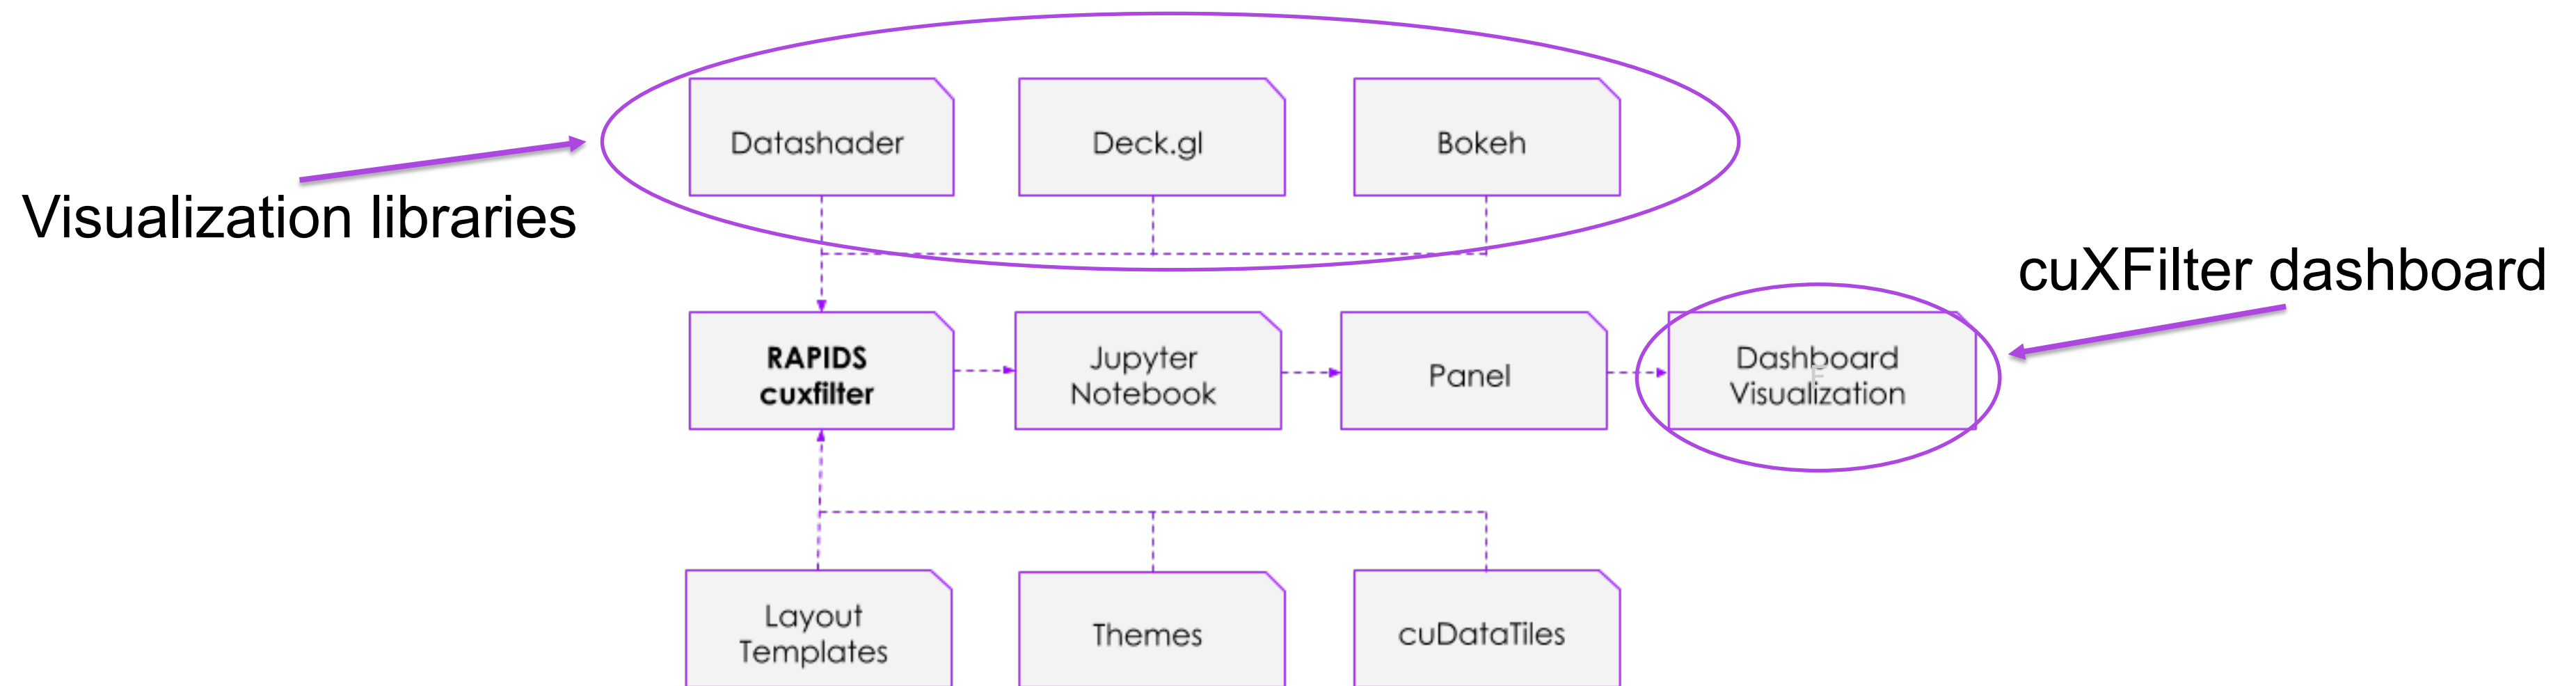 Datashader
Deck.gl
Bokeh
Visualization libraries
cuXFilter dashboard
RAPIDS
cuxfilter
Jupyter
Notebook
Panel
Dashboard
Visualization
F
Layout
Templates
Themes
cuDataTiles